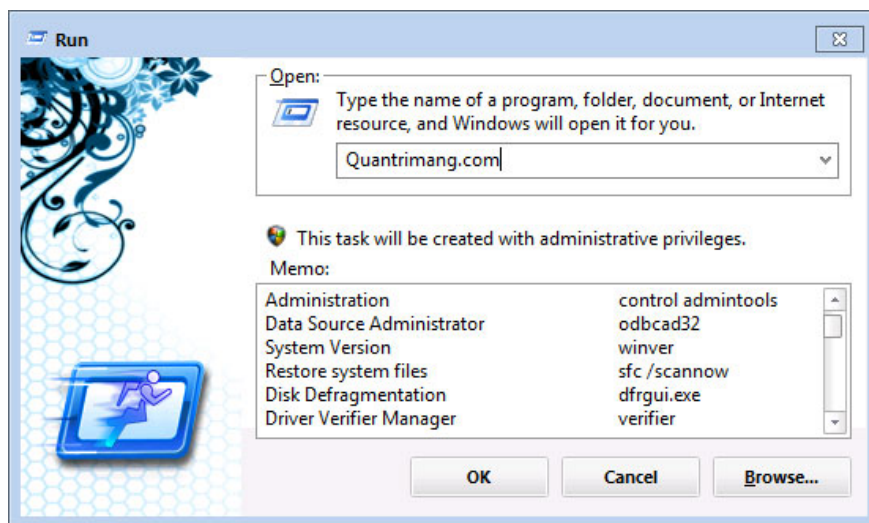 Run
Open:
Type the name of a program, folder, document, or Internet
resource, and Windows will open it for you.
Quantrimang.com
This task will be created with administrative privileges.
Memo:
Administration control admintools
Data Source Administrator odbcad32
System Version winver
Restore system files sfc /scannow
Disk Defragmentation dfrgui.exe
Driver Verifier Manager verifier
OK Cancel Browse...